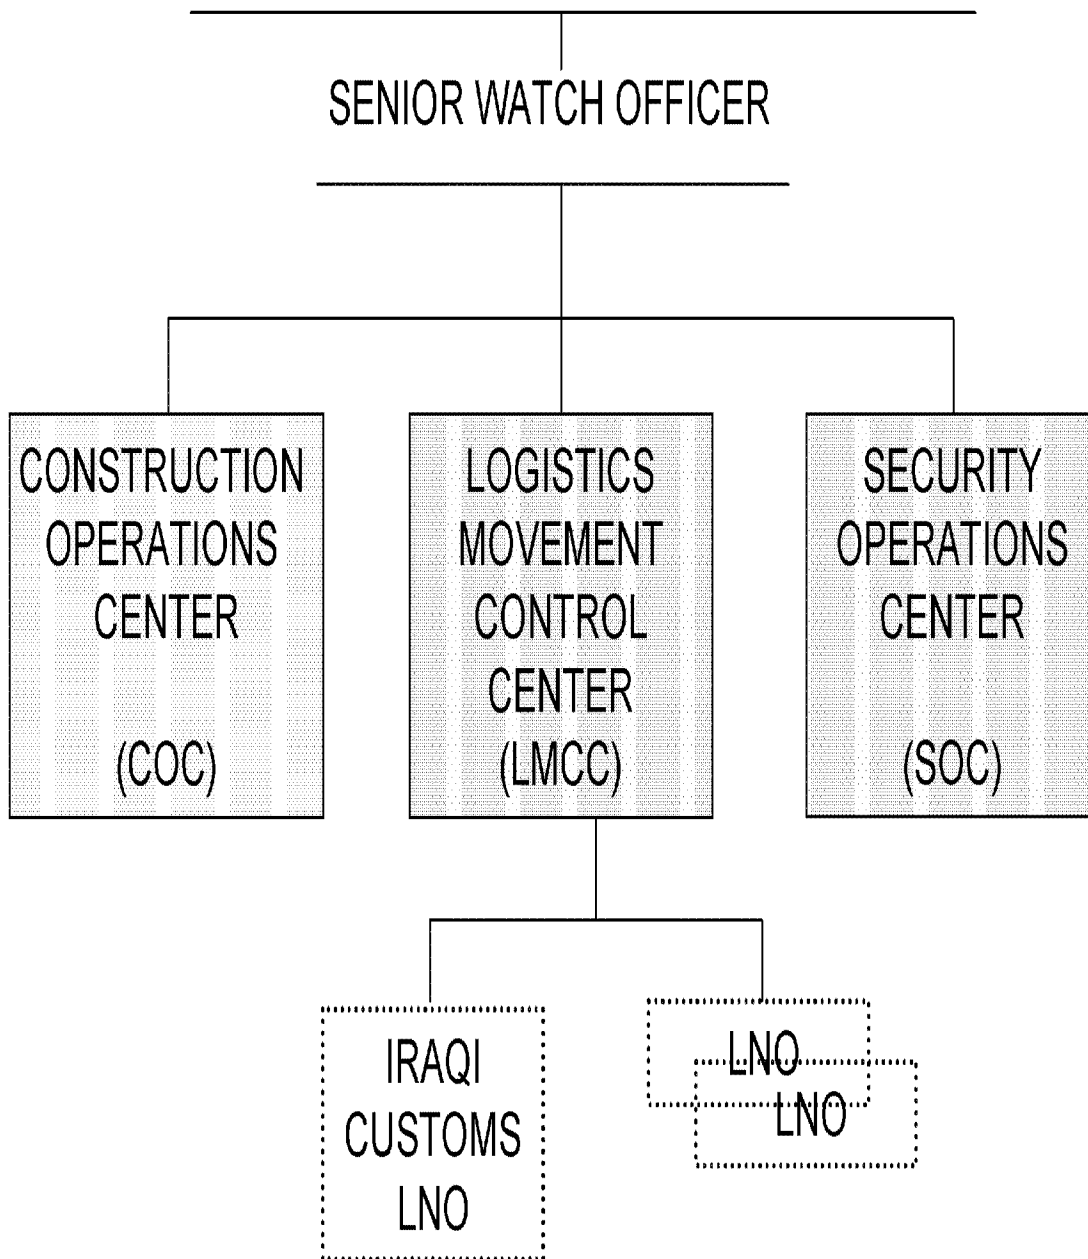 SENIOR WATCH OFFICER
CONSTRUCTION
OPERATIONS
CENTER
(COC)
LOGISTICS
MOVEMENT
CONTROL
CENTER
(LMCC)
SECURITY
OPERATIONS
CENTER
(SOC)
IRAQI
CUSTOMS
LNO
LNO
LNO